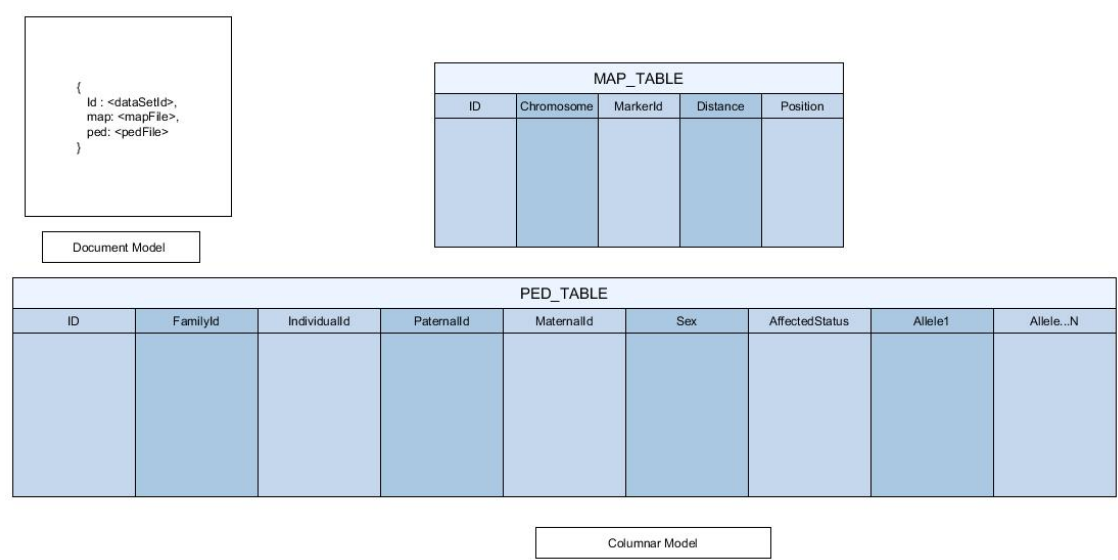 {
Id : <dataSetId>,
map: <mapFile>,
ped: <pedFile>
}
Document Model
MAP_TABLE
ID Chromosome MarkerId Distance Position
PED_TABLE
ID FamilyId IndividualId PaternalId MaternalId Sex AffectedStatus Allele1 Allele...N
Columnar Model